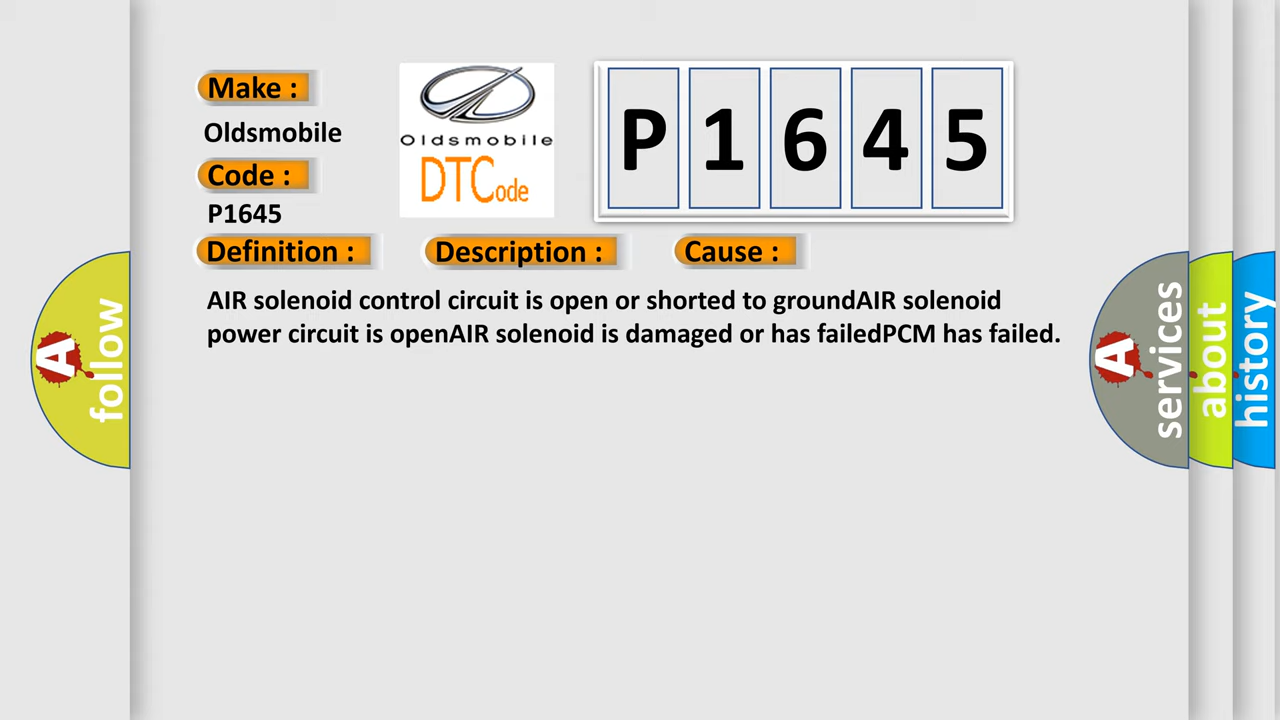 Make :
Oldsmobile
Code :
P1645
Oldsmobile
DTCode
P 1 6 4 5
Definition : Description : Cause :
AIR solenoid control circuit is open or shorted to groundAIR solenoid
power circuit is openAIR solenoid is damaged or has failedPCM has failed.
A follow
A services
about
history